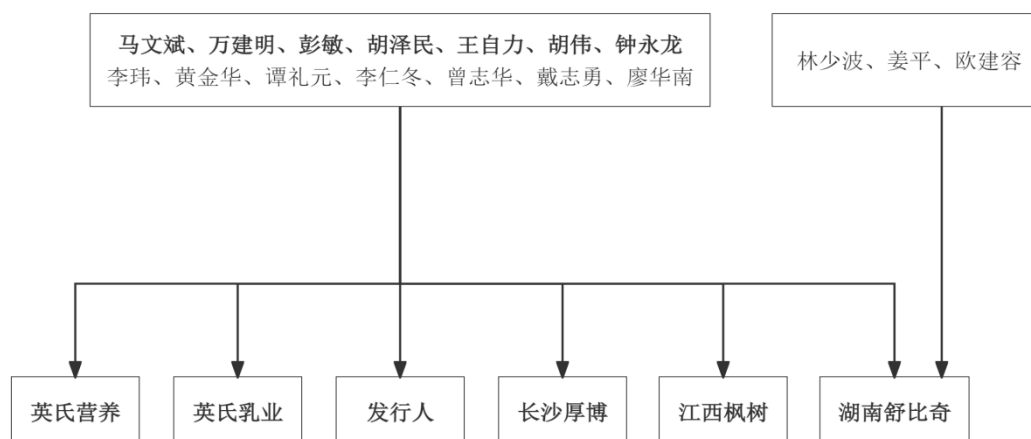 马文斌、万建明、彭敏、胡泽民、王自力、胡伟、钟永龙
李玮、黄金华、谭礼元、李仁冬、曾志华、戴志勇、廖华南
林少波、姜平、欧建容
英氏营养
英氏乳业
发行人
长沙厚博
江西枫树
湖南舒比奇